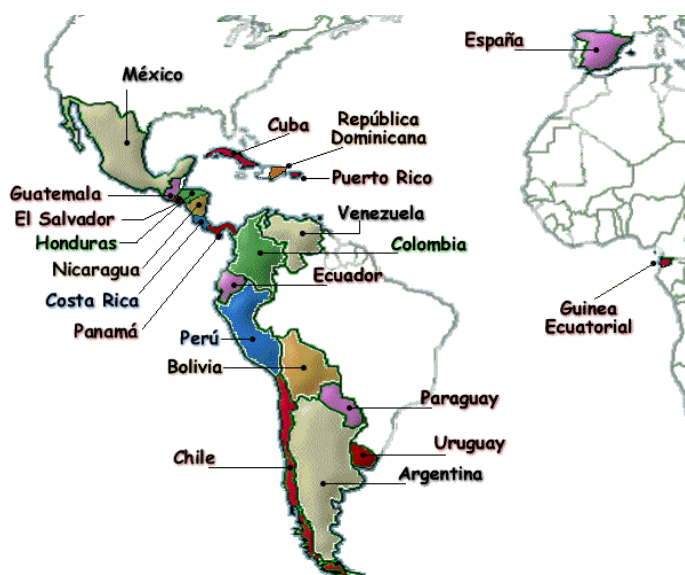 España
México
Cuba
República
Dominicana
Puerto Rico
Guatemala
El Salvador
Honduras
Nicaragua
Costa Rica
Panamá
Venezuela
Colombia
Ecuador
Guinea
Ecuatorial
Perú
Bolivia
Paraguay
Uruguay
Chile
Argentina